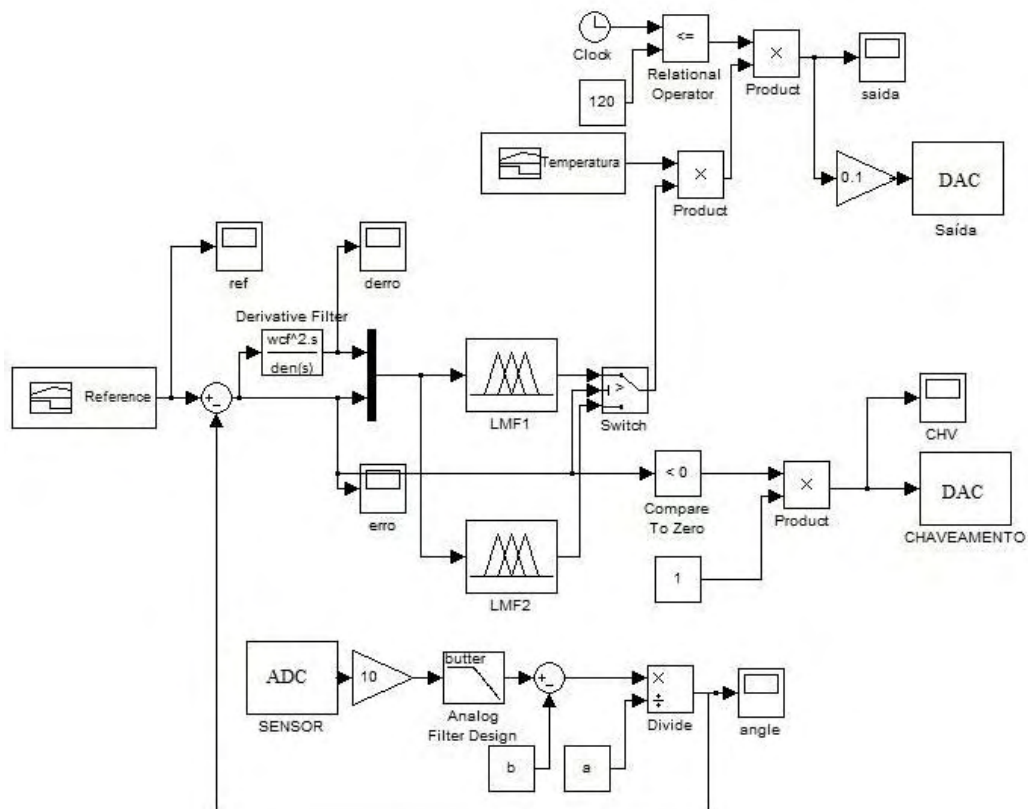 Clock
<=
Relational
Operator
×
Product
saida
120
Temperatura
×
Product
0.1
DAC
Saída
ref
derro
Derivative Filter
wcf^2.s
den(s)
Reference
+
-
LMF1
>
Switch
CHV
erro
< 0
Compare
To Zero
×
Product
DAC
CHAVEAMENTO
1
LMF2
ADC
SENSOR
10
butter
Analog
Filter Design
+
-
×
÷
Divide
angle
b
a